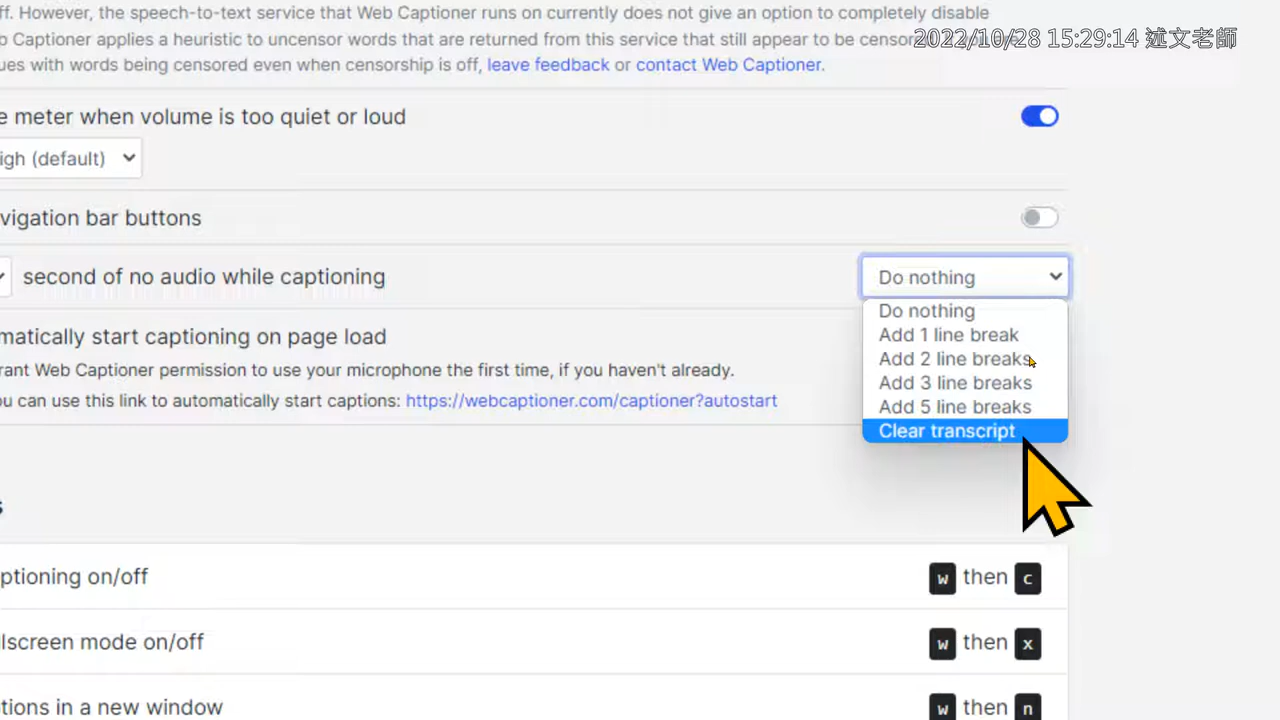 ff. However, the speech-to-text service that Web Captioner runs on currently does not give an option to completely disable
b Captioner applies a heuristic to uncensor words that are returned from this service that still appear to be censor
2022/10/28 15:29:14 述文老師
ues with words being censored even when censorship is off, leave feedback or contact Web Captioner.
e meter when volume is too quiet or loud
igh (default)
vigation bar buttons
second of no audio while captioning
Do nothing
Do nothing
Add 1 line break
Add 2 line breaks
Add 3 line breaks
Add 5 line breaks
Clear transcript
matically start captioning on page load
rant Web Captioner permission to use your microphone the first time, if you haven't already.
ou can use this link to automatically start captions: https://webcaptioner.com/captioner?autostart
s
ptioning on/off
w then c
lscreen mode on/off
w then x
tions in a new window
w then n